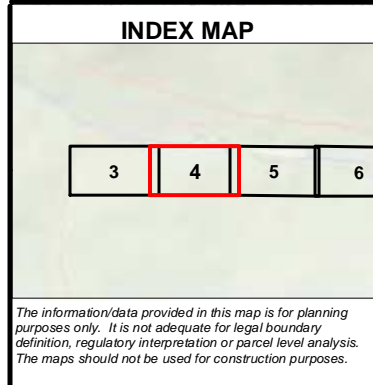 INDEX MAP
3 4 5 6
The information/data provided in this map is for planning
purposes only. It is not adequate for legal boundary
definition, regulatory interpretation or parcel level analysis.
The maps should not be used for construction purposes.